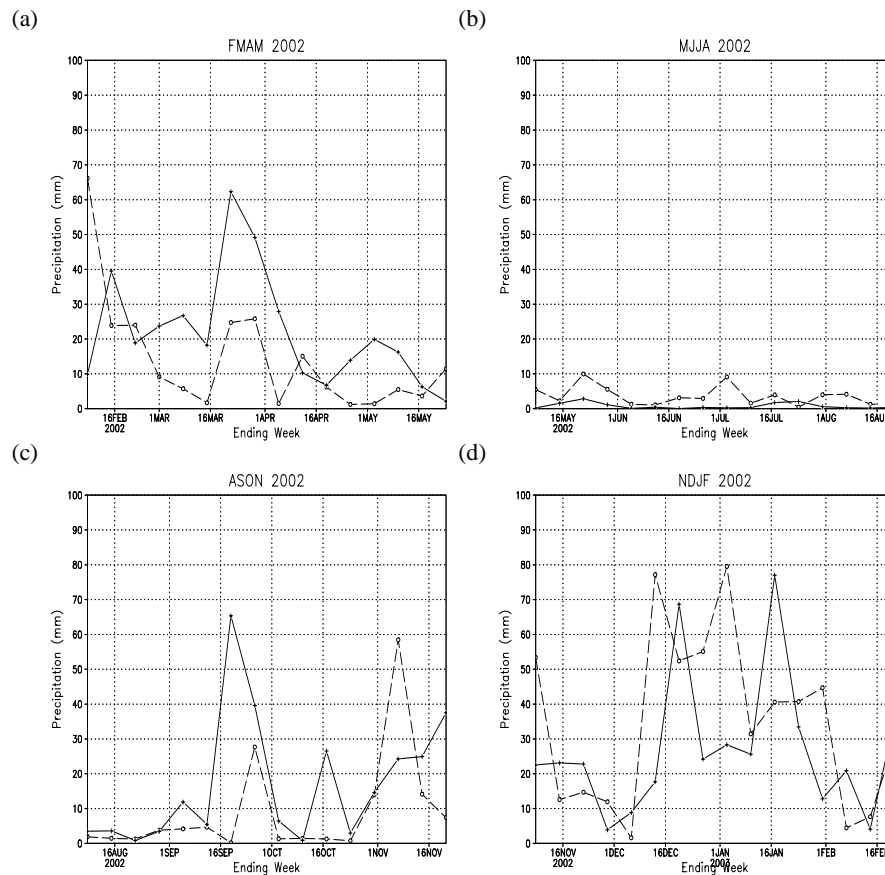 (a)
FMAM 2002
100
90
80
70
60
50
40
30
20
10
0
Precipitation (mm)
16FEB 1MAR 16MAR 1APR 16APR 1MAY 16MAY
2002
Ending Week
(b)
MJJA 2002
100
90
80
70
60
50
40
30
20
10
0
Precipitation (mm)
16MAY 1JUN 16JUN 1JUL 16JUL 1AUG 16AU
2002
Ending Week
(c)
ASON 2002
100
90
80
70
60
50
40
30
20
10
0
Precipitation (mm)
16AUG 1SEP 16SEP 1OCT 16OCT 1NOV 16NOV
2002
Ending Week
(d)
NDJF 2002
100
90
80
70
60
50
40
30
20
10
0
Precipitation (mm)
16NOV 1DEC 16DEC 1JAN 16JAN 1FEB 16FE
2002 2003
Ending Week